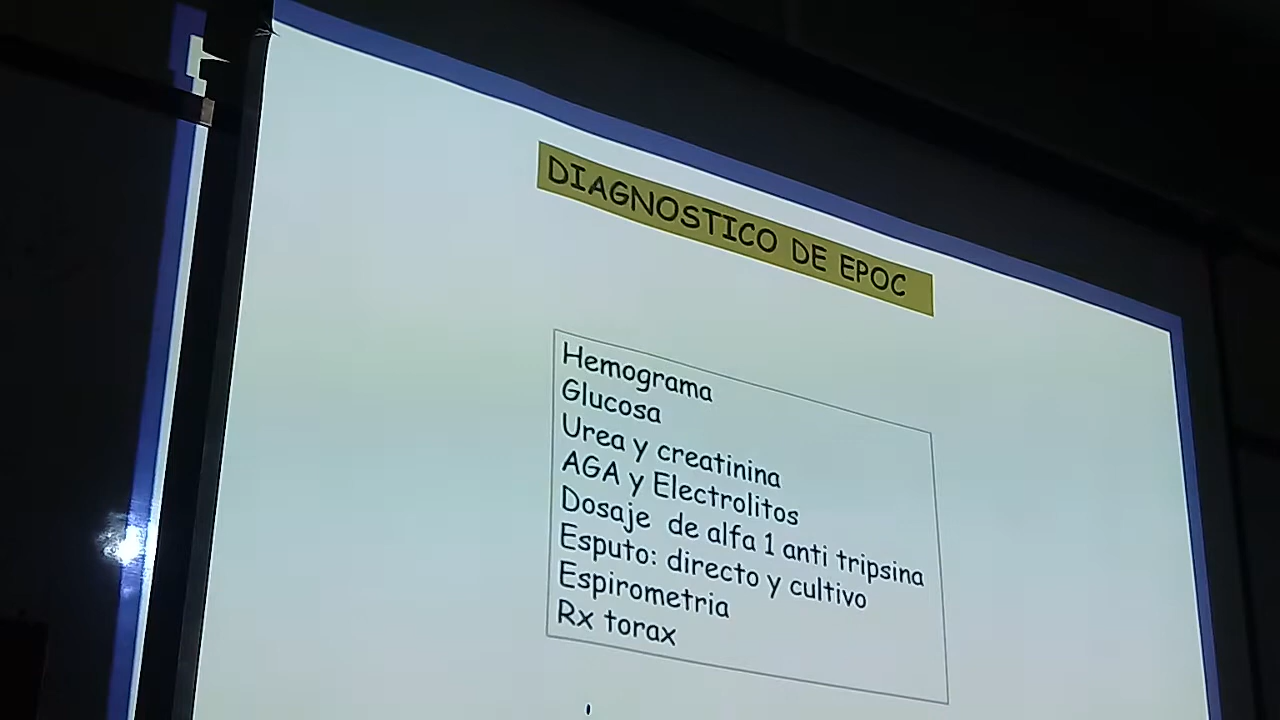 DIAGNOSTICO DE EPOC
Hemograma
Glucosa
Urea y creatinina
AGA y Electrolitos
Dosaje de alfa 1 anti tripsina
Esputo: directo y cultivo
Espirometria
Rx torax